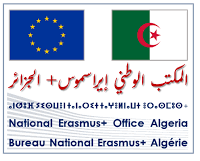 المكتب الوطني إيراسموس+ الجزائر
National Erasmus+ Office Algeria
Bureau National Erasmus+ Algérie